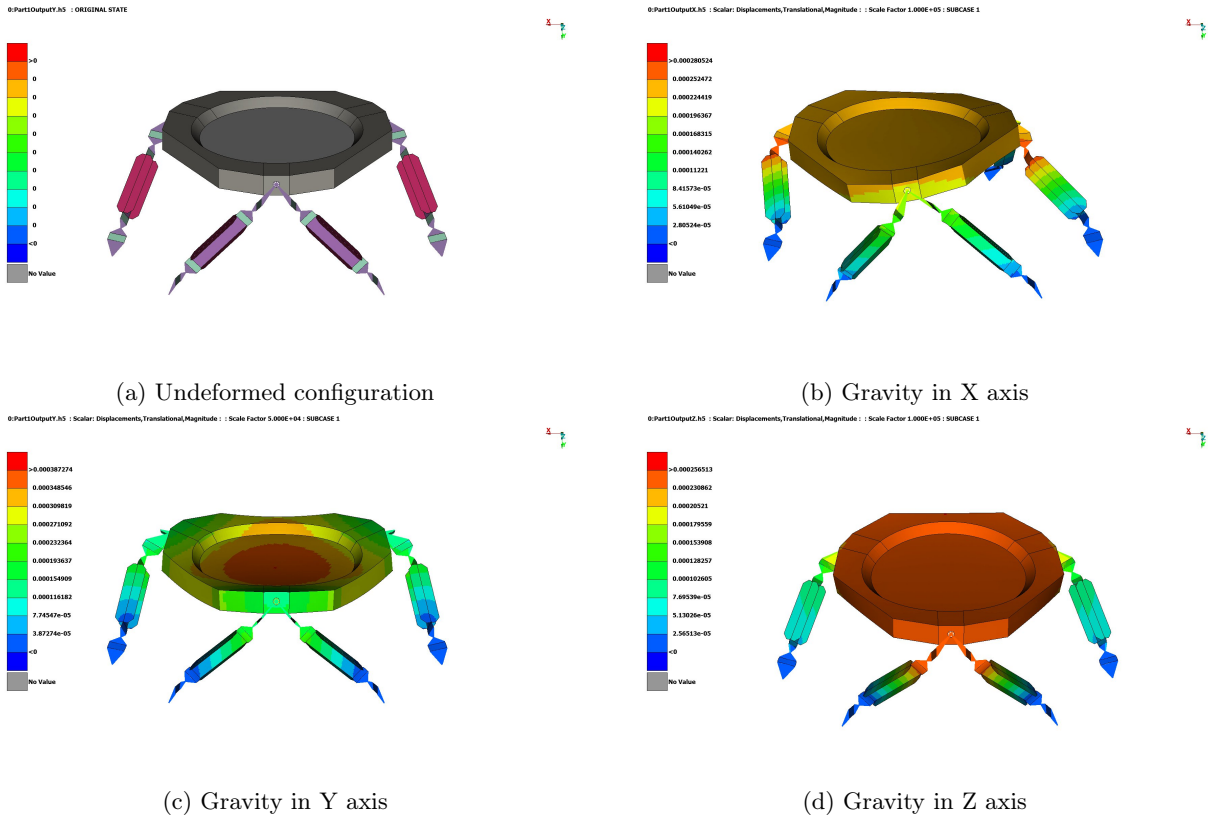 0:Part1OutputY.h5 : ORIGINAL STATE
X
>0
0
0
0
0
0
0
0
0
0
<0
No Value
(a) Undeformed configuration
0:Part1OutputX.h5 : Scalar: Displacements,Translational,Magnitude : : Scale Factor 1.000E+05 : SUBCASE 1
X
>0.000280524
0.000252472
0.000224419
0.000196367
0.000168315
0.000140262
0.00011221
8.41573e-05
5.61049e-05
2.80524e-05
<0
No Value
(b) Gravity in X axis
0:Part1OutputY.h5 : Scalar: Displacements,Translational,Magnitude : : Scale Factor 5.000E+04 : SUBCASE 1
X
>0.000387274
0.000348546
0.000309819
0.000271092
0.000232364
0.000193637
0.000154909
0.000116182
7.74547e-05
3.87274e-05
<0
No Value
(c) Gravity in Y axis
0:Part1OutputZ.h5 : Scalar: Displacements,Translational,Magnitude : : Scale Factor 1.000E+05 : SUBCASE 1
X
>0.000256513
0.000230862
0.00020521
0.000179559
0.000153908
0.000128257
0.000102605
7.69539e-05
5.13026e-05
2.56513e-05
<0
No Value
(d) Gravity in Z axis